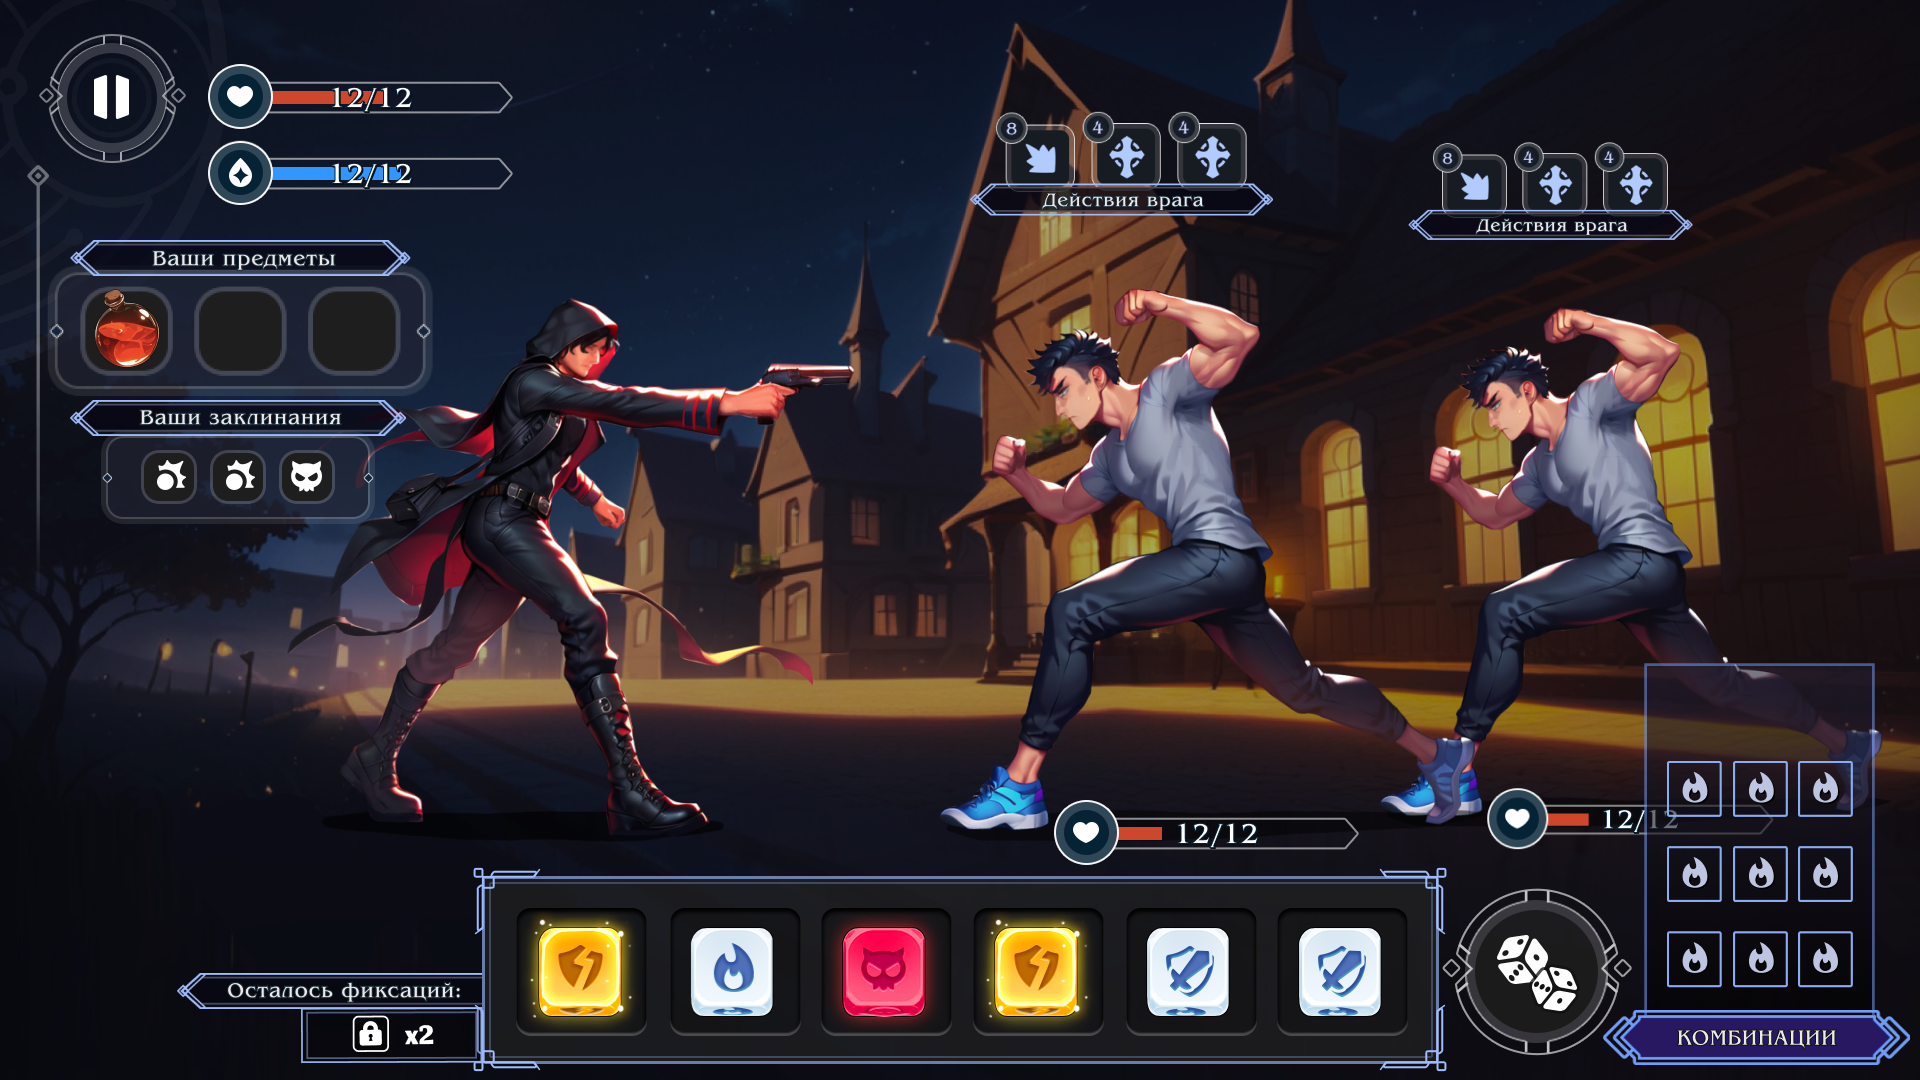 12/12
12/12
8 4 4
Действия врага
8 4 4
Действия врага
Ваши предметы
Ваши заклинания
12/12
12/12
Осталось фиксаций:
x2
КОМБИНАЦИИ